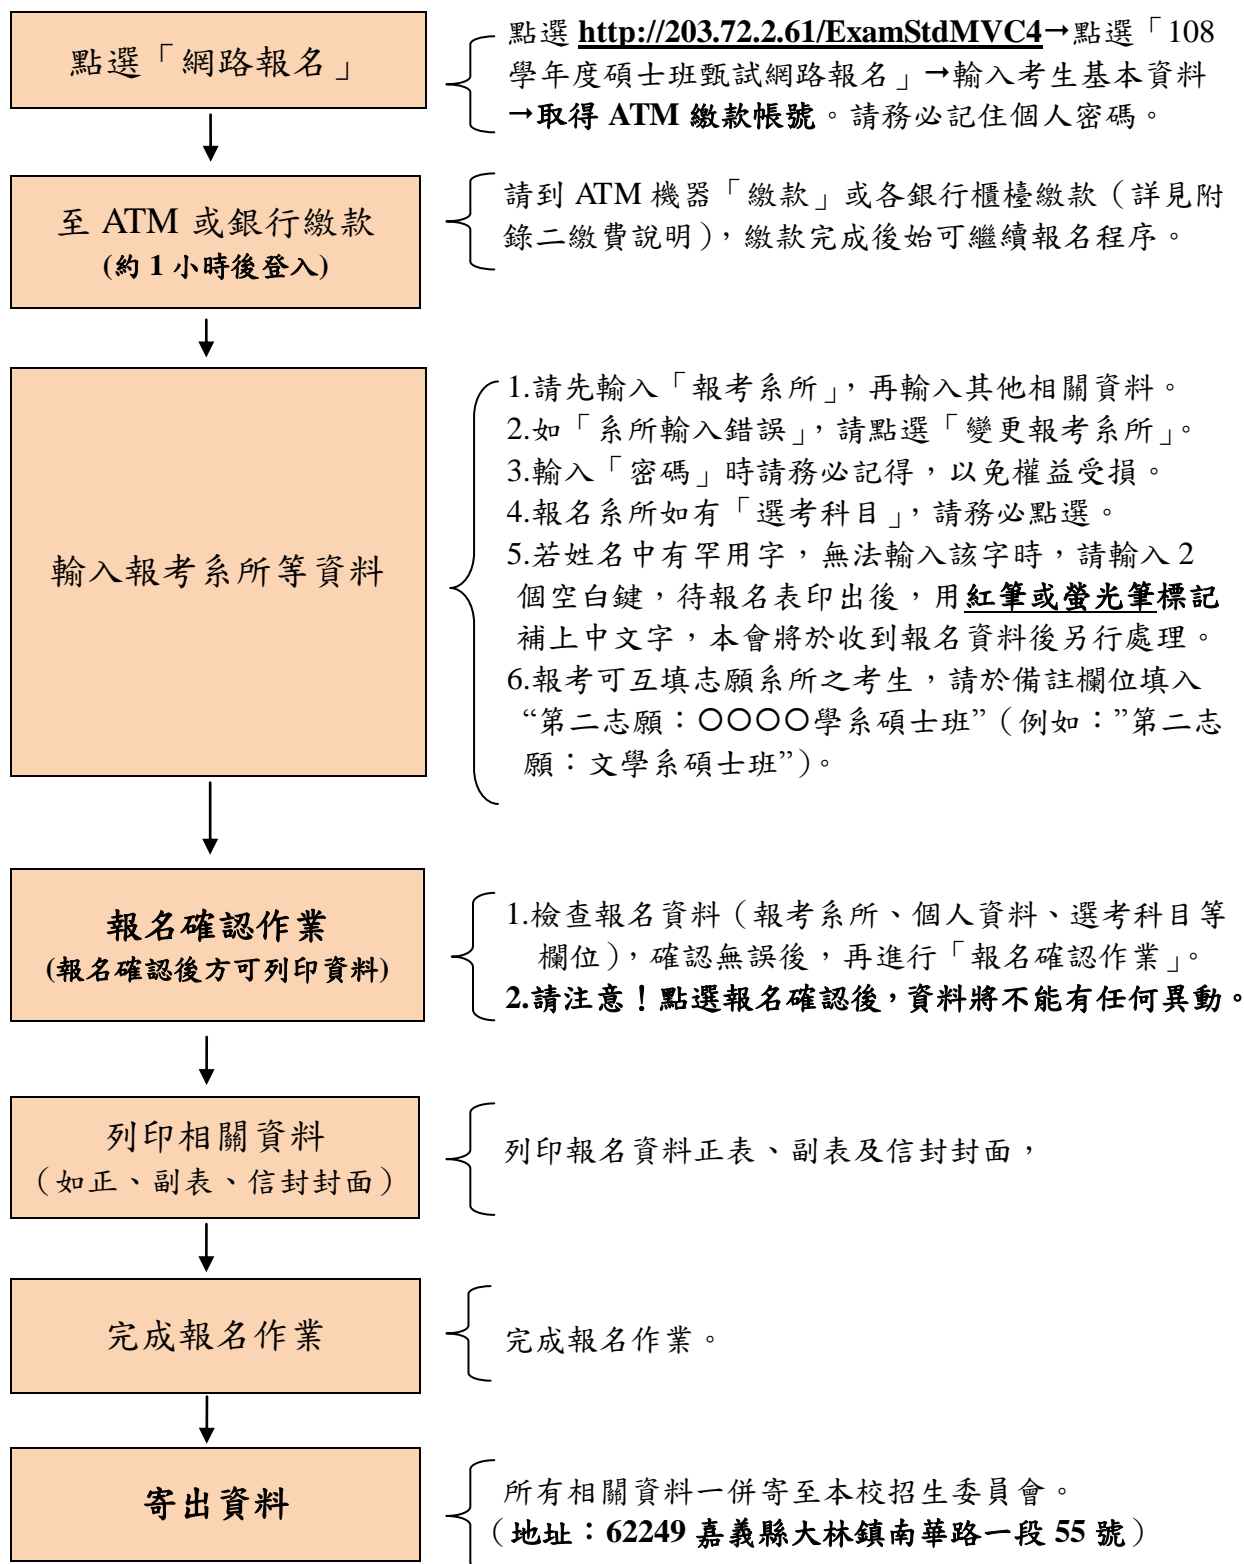 點選「網路報名」
點選 http://203.72.2.61/ExamStdMVC4→點選「108
學年度碩士班甄試網路報名」→輸入考生基本資料
→取得 ATM 繳款帳號。請務必記住個人密碼。
至 ATM 或銀行繳款
(約 1 小時後登入)
請到 ATM 機器「繳款」或各銀行櫃檯繳款（詳見附
錄二繳費說明），繳款完成後始可繼續報名程序。
輸入報考系所等資料
1.請先輸入「報考系所」，再輸入其他相關資料。
2.如「系所輸入錯誤」，請點選「變更報考系所」。
3.輸入「密碼」時請務必記得，以免權益受損。
4.報名系所如有「選考科目」，請務必點選。
5.若姓名中有罕用字，無法輸入該字時，請輸入 2
個空白鍵，待報名表印出後，用紅筆或螢光筆標記
補上中文字，本會將於收到報名資料後另行處理。
6.報考可互填志願系所之考生，請於備註欄位填入
“第二志願：〇〇〇〇學系碩士班”（例如：”第二志
願：文學系碩士班”）。
報名確認作業
(報名確認後方可列印資料)
1.檢查報名資料（報考系所、個人資料、選考科目等
欄位），確認無誤後，再進行「報名確認作業」。
2.請注意！點選報名確認後，資料將不能有任何異動。
列印相關資料
（如正、副表、信封封面）
列印報名資料正表、副表及信封封面，
完成報名作業
完成報名作業。
寄出資料
所有相關資料一併寄至本校招生委員會。
（地址：62249 嘉義縣大林鎮南華路一段 55 號）